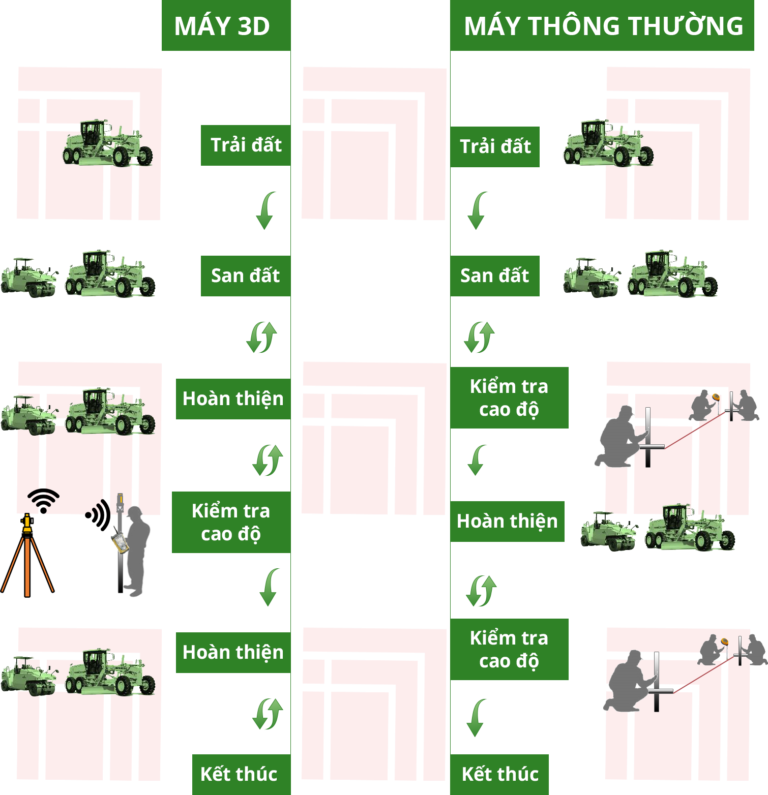 MÁY 3D
MÁY THÔNG THƯỜNG
Trải đất
Trải đất
San đất
San đất
Hoàn thiện
Kiểm tra
cao độ
Kiểm tra
cao độ
Hoàn thiện
Hoàn thiện
Kiểm tra
cao độ
Kết thúc
Kết thúc